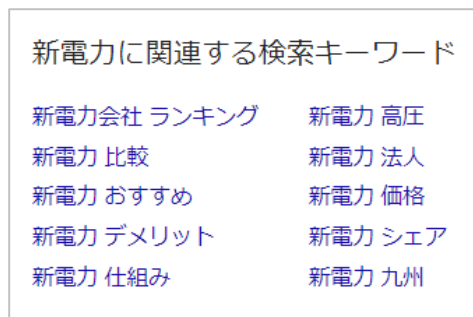 新電力に関連する検索キーワード
新電力会社 ランキング
新電力 比較
新電力 おすすめ
新電力 デメリット
新電力 仕組み
新電力 高圧
新電力 法人
新電力 価格
新電力 シェア
新電力 九州